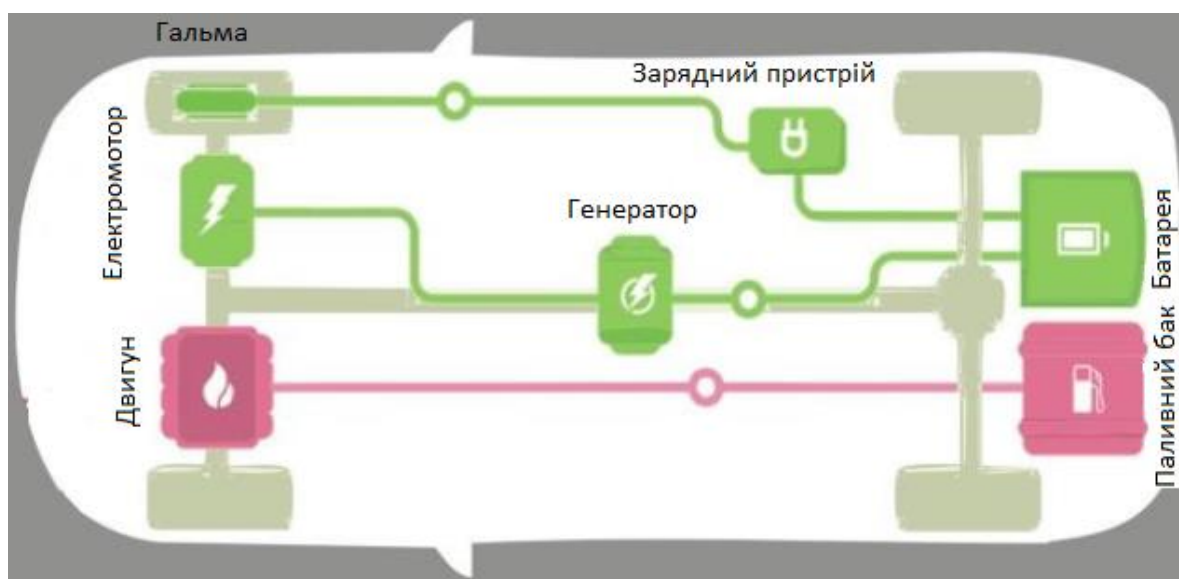 Гальма
Зарядний пристрій
Електромотор
Генератор
Батарея
Двигун
Паливний бак